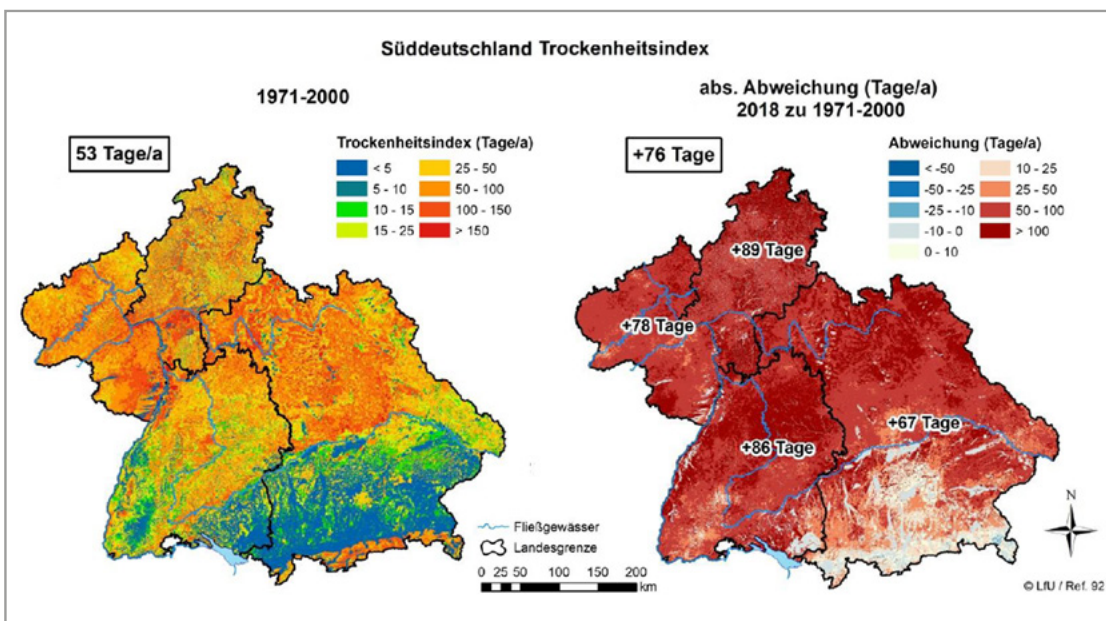 Süddeutschland Trockenheitsindex
1971-2000
53 Tage/a
Trockenheitsindex (Tage/a)
< 5
5 - 10
10 - 15
15 - 25
25 - 50
50 - 100
100 - 150
> 150
abs. Abweichung (Tage/a)
2018 zu 1971-2000
+76 Tage
Abweichung (Tage/a)
< -50
-50 - -25
-25 - -10
-10 - 0
0 - 10
10 - 25
25 - 50
50 - 100
> 100
+89 Tage
+78 Tage
+67 Tage
+86 Tage
Fließgewässer
Landesgrenze
0 25 50 100 150 200
km
N
© LfU / Ref. 92